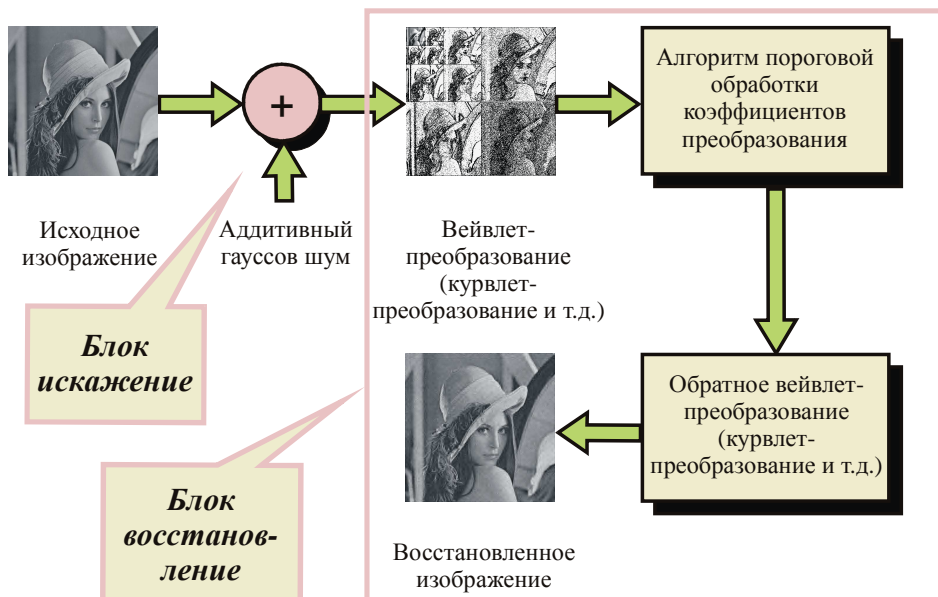 Исходное
изображение
+
Аддитивный
гауссов шум
Вейвлет-
преобразование
(курвлет-
преобразование и т.д.)
Алгоритм пороговой
обработки
коэффициентов
преобразования
Блок
искажение
Обратное вейвлет-
преобразование
(курвлет-
преобразование и т.д.)
Блок
восстанов-
ление
Восстановленное
изображение